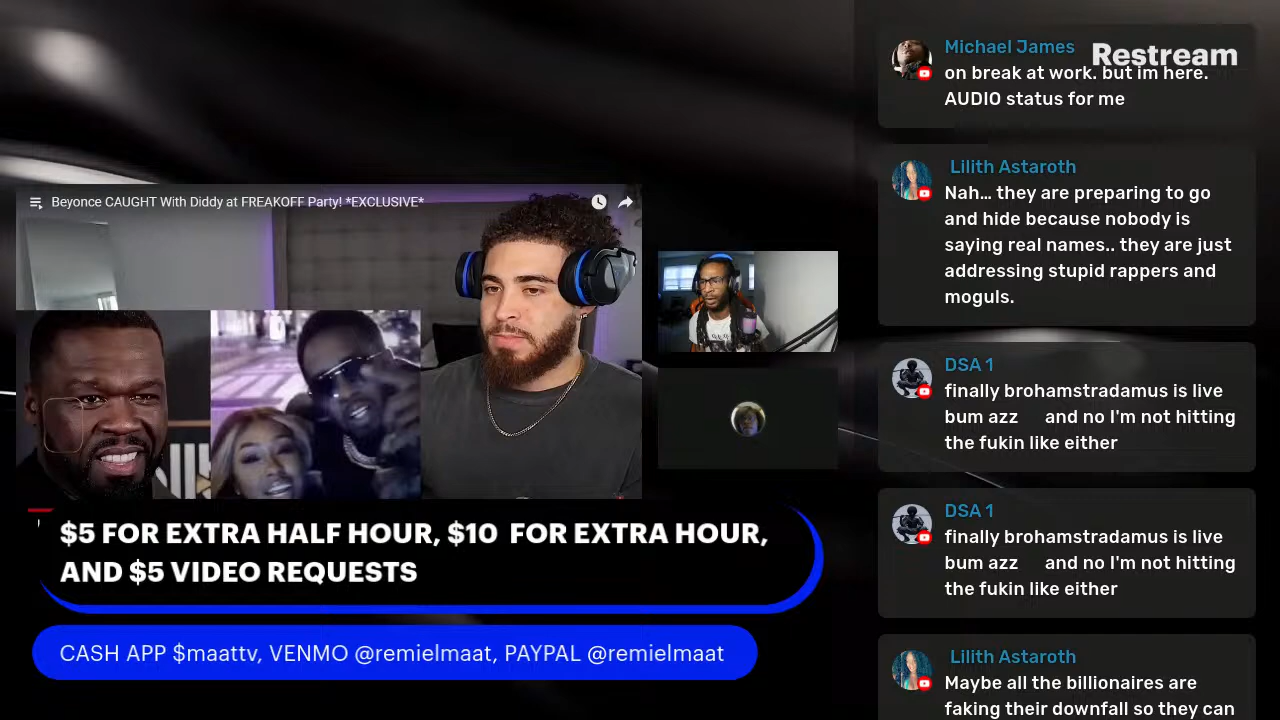 Restream
Beyonce CAUGHT With Diddy at FREAKOFF Party! *EXCLUSIVE*
$5 FOR EXTRA HALF HOUR, $10 FOR EXTRA HOUR,
AND $5 VIDEO REQUESTS
CASH APP $maattv, VENMO @remielmaat, PAYPAL @remielmaat
Michael James
on break at work. but im here.
AUDIO status for me
Lilith Astaroth
Nah... they are preparing to go
and hide because nobody is
saying real names.. they are just
addressing stupid rappers and
moguls.
DSA 1
finally brohamstradamus is live
bum azz and no I'm not hitting
the fukin like either
DSA 1
finally brohamstradamus is live
bum azz and no I'm not hitting
the fukin like either
Lilith Astaroth
Maybe all the billionaires are
faking their downfall so they can